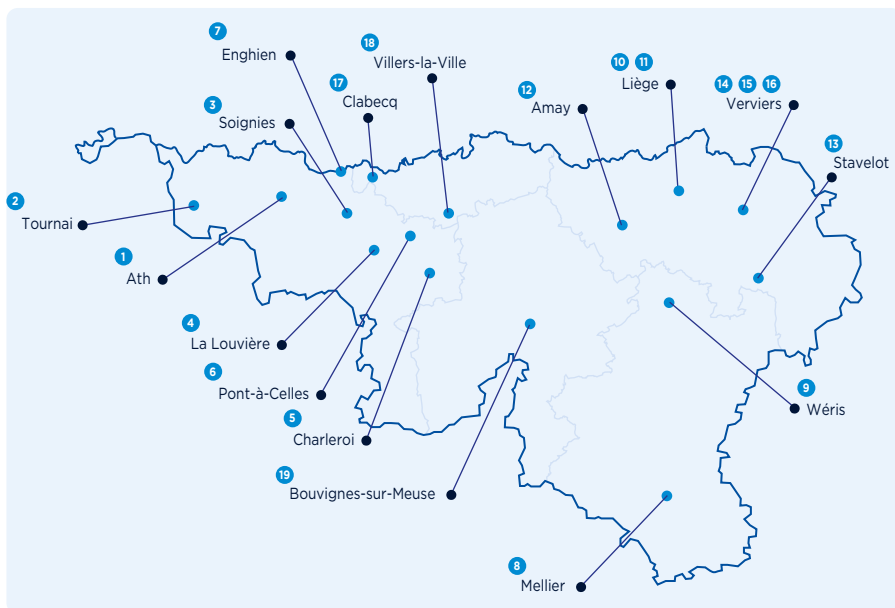 7
Enghien
18
Villers-la-Ville
17
Clabecq
3
Soignies
10 11
Liège
12
Amay
14 15 16
Verviers
13
Stavelot
2
Tournai
1
Ath
4
La Louvière
6
Pont-à-Celles
5
Charleroi
9
Wéris
19
Bouvignes-sur-Meuse
8
Mellier